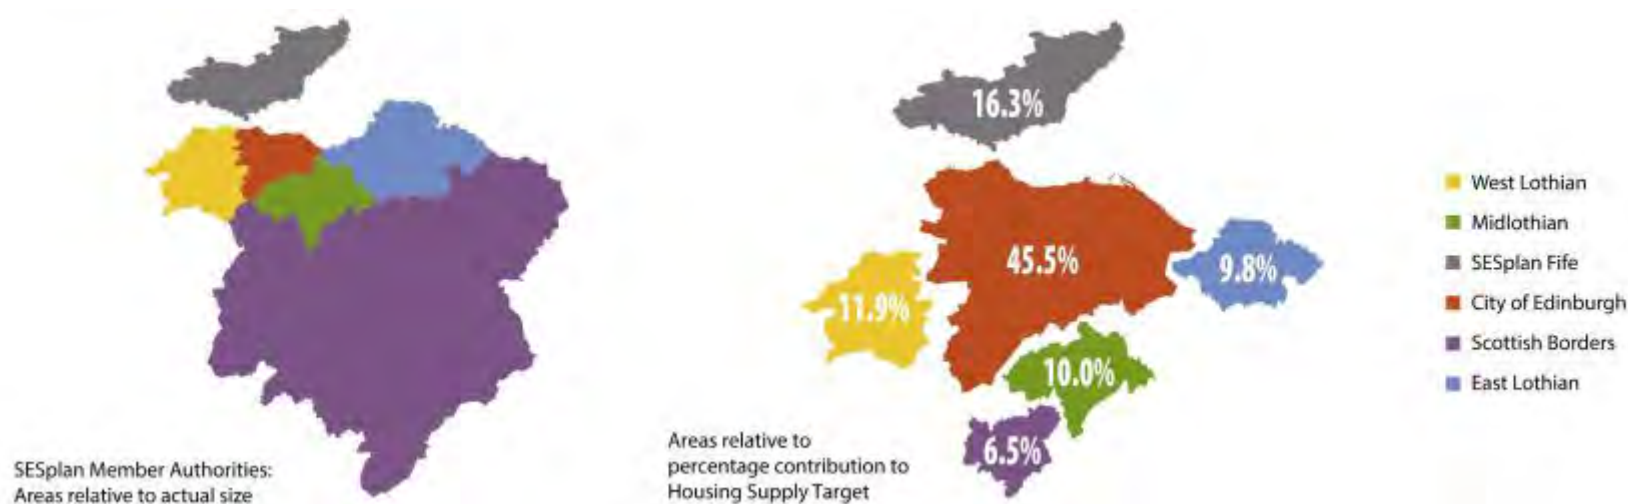 16.3%
45.5%
9.8%
11.9%
10.0%
6.5%
West Lothian
Midlothian
SESplan Fife
City of Edinburgh
Scottish Borders
East Lothian
SESplan Member Authorities:
Areas relative to actual size
Areas relative to
percentage contribution to
Housing Supply Target